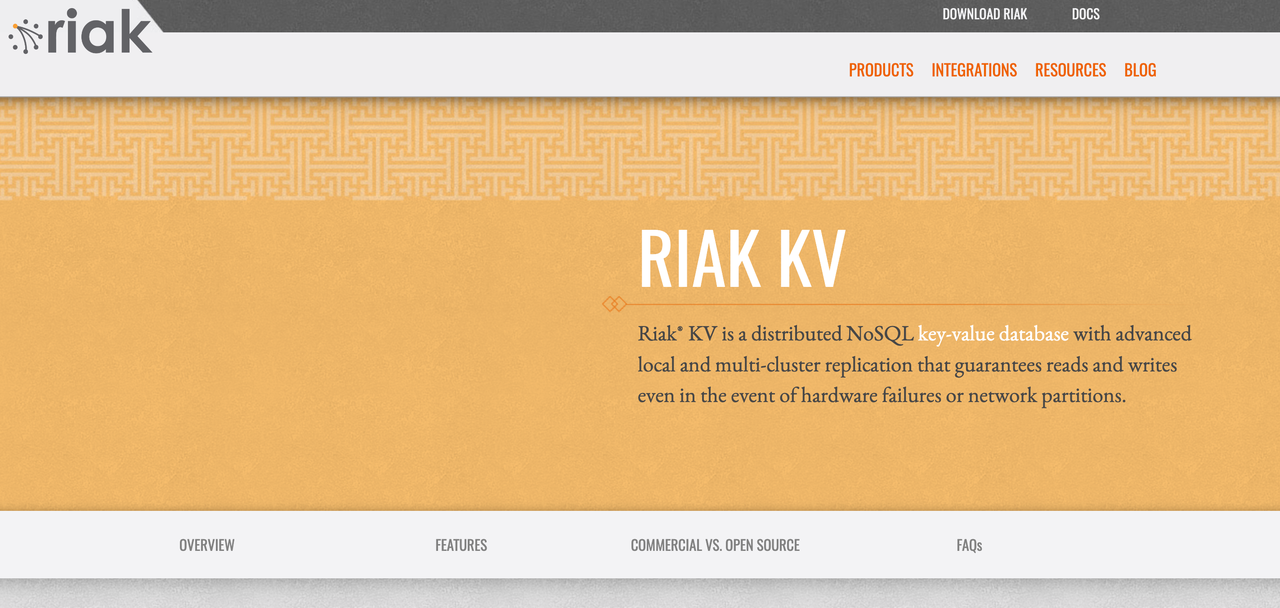 riak
DOWNLOAD RIAK DOCS
PRODUCTS INTEGRATIONS RESOURCES BLOG
RIAK KV
Riak® KV is a distributed NoSQL key-value database with advanced
local and multi-cluster replication that guarantees reads and writes
even in the event of hardware failures or network partitions.
OVERVIEW FEATURES COMMERCIAL VS. OPEN SOURCE FAQs